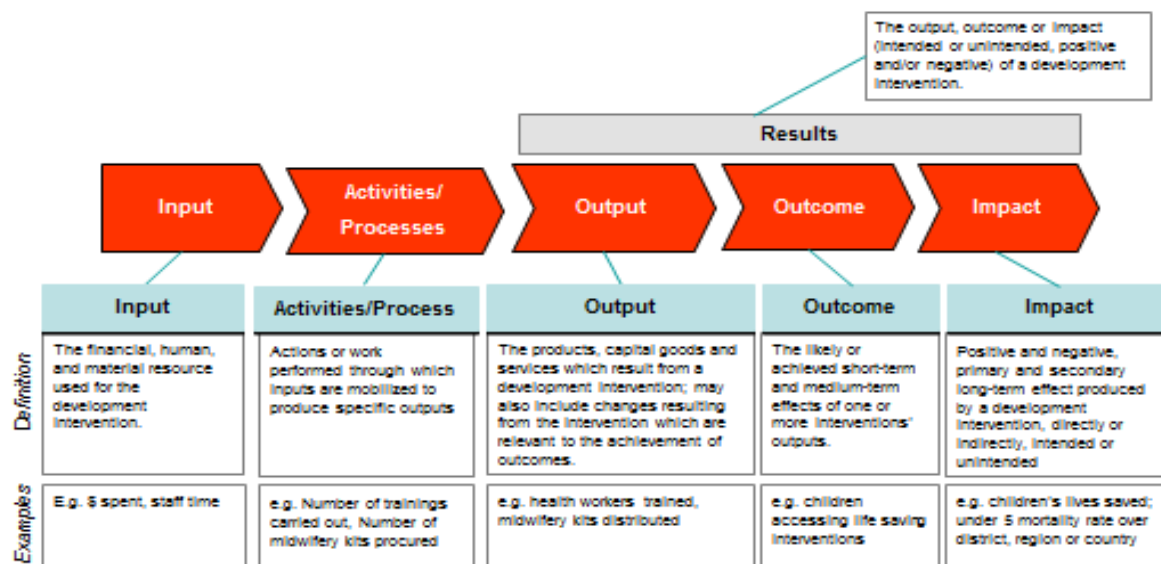 The output, outcome or impact
(intended or unintended, positive
and/or negative) of a development
intervention.
Results
Input
Activities/
Processes
Output
Outcome
Impact
Input
Activities/Process
Output
Outcome
Impact
Definition
The financial, human,
and material resource
used for the
development
intervention.
Actions or work
performed through which
inputs are mobilized to
produce specific outputs
The products, capital goods and
services which result from a
development intervention; may
also include changes resulting
from the intervention which are
relevant to the achievement of
outcomes.
The likely or
achieved short-term
and medium-term
effects of one or
more interventions'
outputs.
Positive and negative,
primary and secondary
long-term effect produced
by a development
intervention, directly or
indirectly, intended or
unintended
Examples
E.g. $ spent, staff time
e.g. Number of trainings
carried out, Number of
midwifery kits procured
e.g. health workers trained,
midwifery kits distributed
e.g. children
accessing life saving
interventions
e.g. children's lives saved;
under 5 mortality rate over
district, region or country